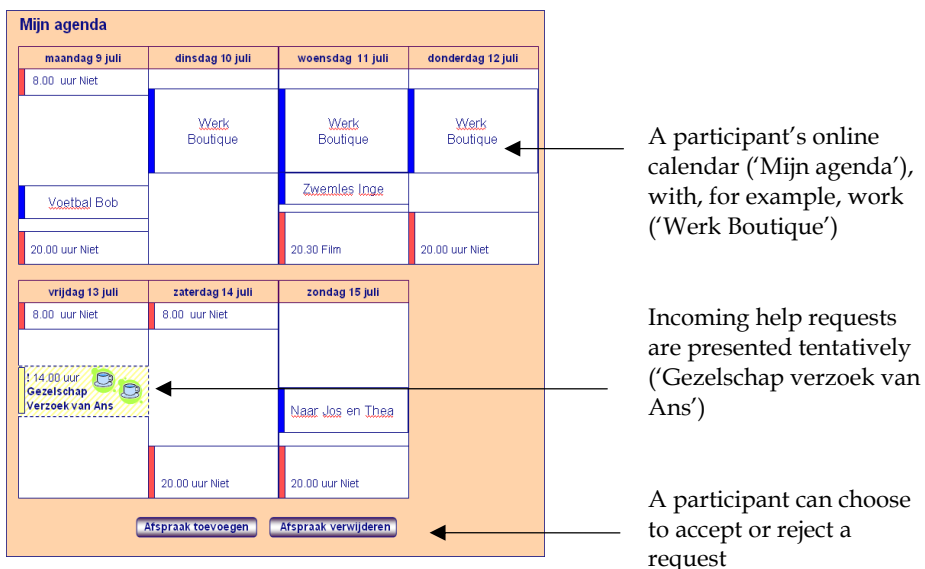 Mijn agenda
maandag 9 juli
dinsdag 10 juli
woensdag 11 juli
donderdag 12 juli
8.00 uur Niet
Werk
Boutique
Werk
Boutique
Werk
Boutique
Voetbal Bob
Zwemles Inge
20.00 uur Niet
20.30 Film
20.00 uur Niet
vrijdag 13 juli
zaterdag 14 juli
zondag 15 juli
8.00 uur Niet
8.00 uur Niet
! 14.00 uur
Gezelschap
Verzoek van Ans
Naar Jos en Thea
20.00 uur Niet
20.00 uur Niet
Afspraak toevoegen
Afspraak verwijderen
A participant’s online
calendar (‘Mijn agenda’),
with, for example, work
(‘Werk Boutique’)
Incoming help requests
are presented tentatively
(‘Gezelschap verzoek van
Ans’)
A participant can choose
to accept or reject a
request